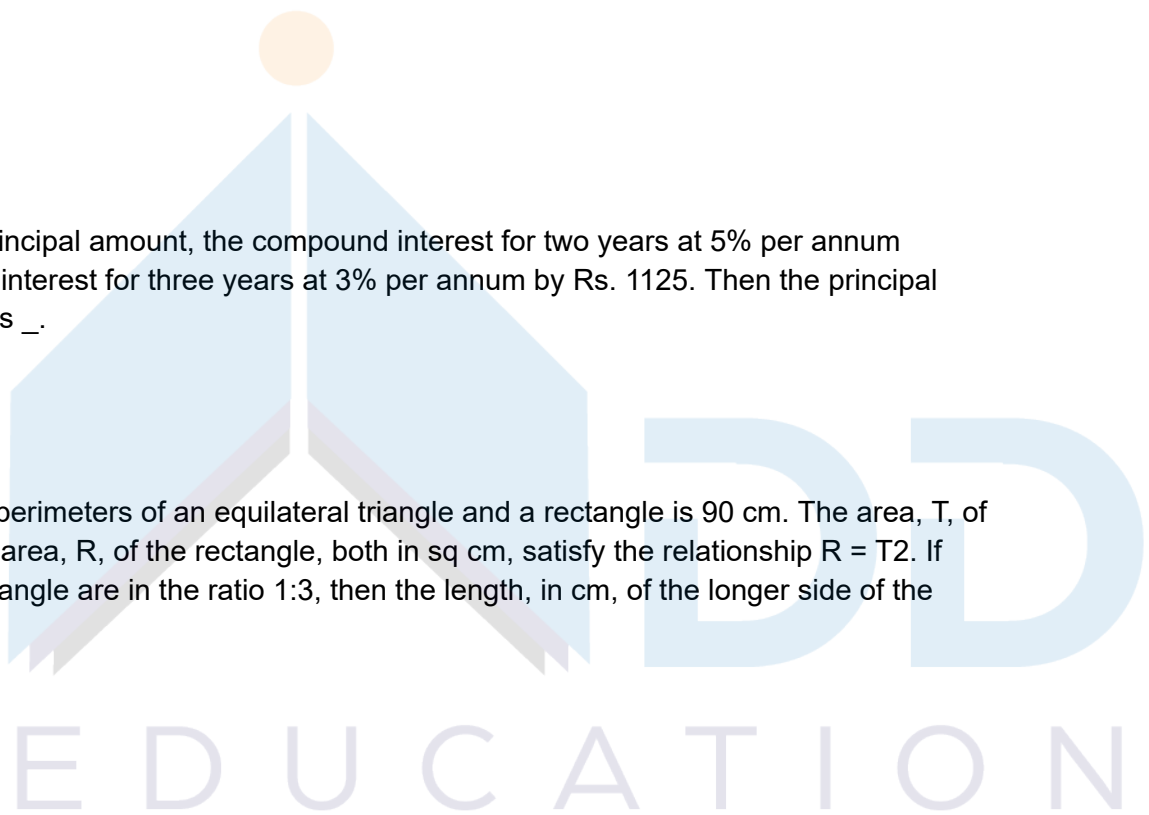 incipal amount, the compound interest for two years at 5% per annum
interest for three years at 3% per annum by Rs. 1125. Then the principal
s _.
perimeters of an equilateral triangle and a rectangle is 90 cm. The area, T, of
area, R, of the rectangle, both in sq cm, satisfy the relationship R = T2. If
angle are in the ratio 1:3, then the length, in cm, of the longer side of the
DD
EDUCATION